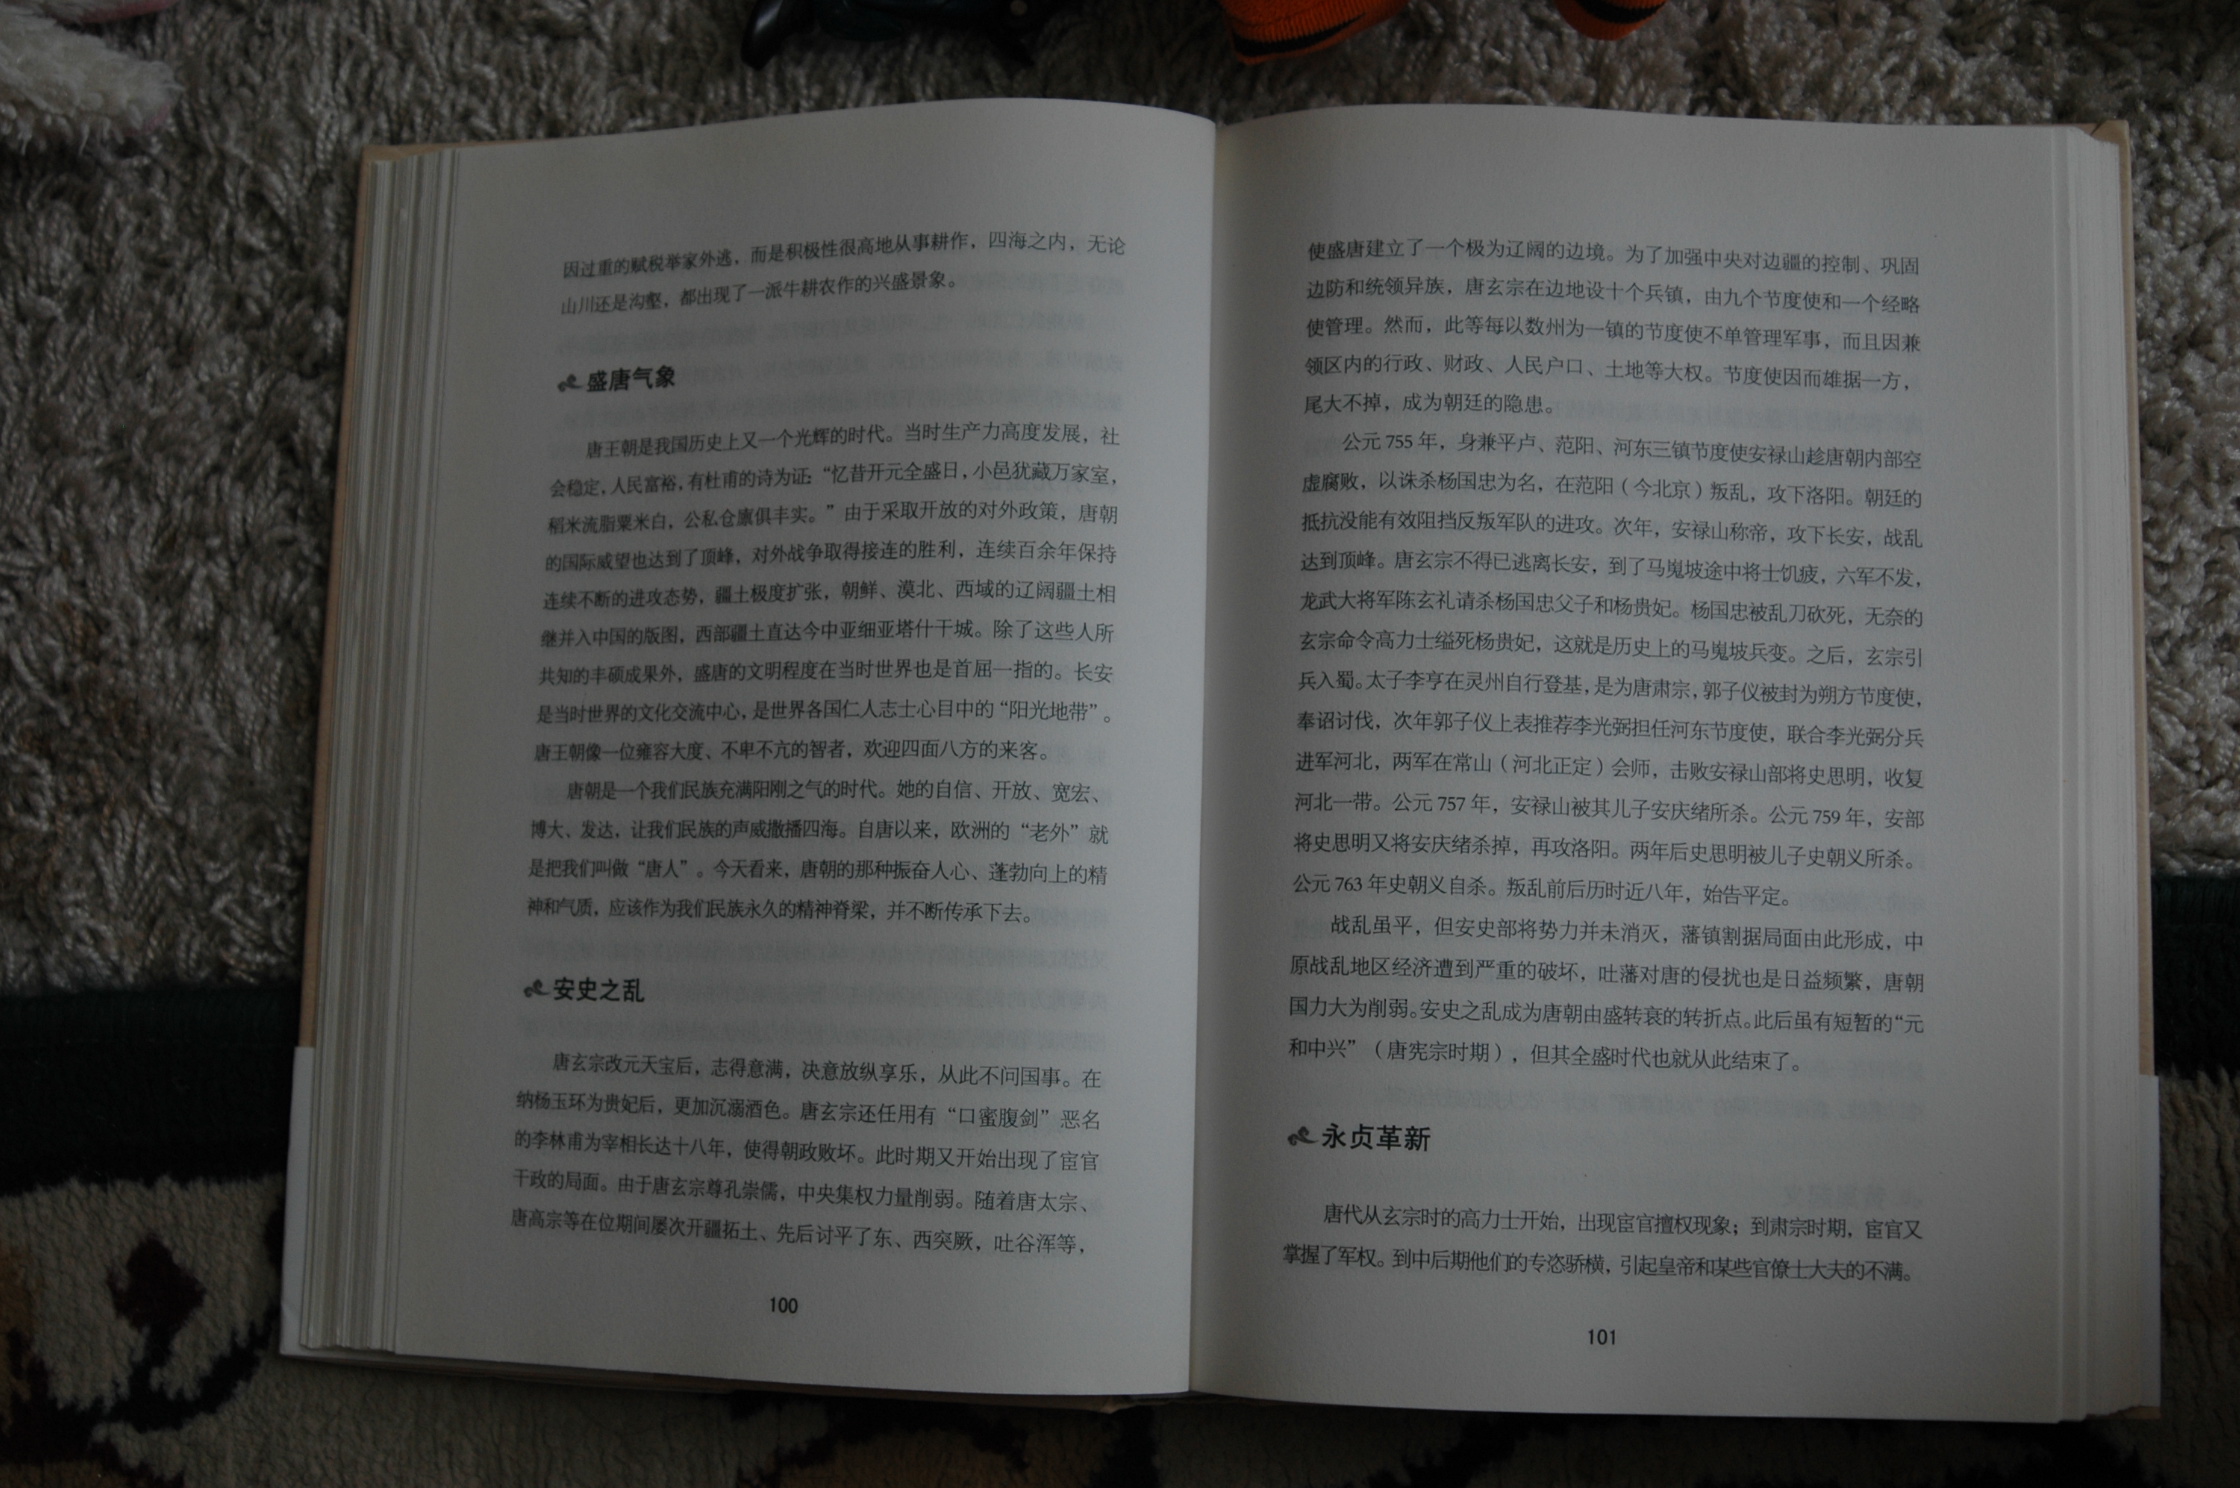 因过重的赋税举家外逃，而是积极性很高地从事耕作，四海之内，无论
山川还是沟壑，都出现了一派牛耕农作的兴盛景象。
盛唐气象
唐王朝是我国历史上又一个光辉的时代。当时生产力高度发展，社
会稳定，人民富裕，有杜甫的诗为证：“忆昔开元全盛日，小邑犹藏万家室，
稻米流脂粟米白，公私仓廪俱丰实。”由于采取开放的对外政策，唐朝
的国际威望也达到了顶峰，对外战争取得接连的胜利，连续百余年保持
连续不断的进攻态势，疆土极度扩张，朝鲜、漠北、西域的辽阔疆土相
继并入中国的版图，西部疆土直达今中亚细亚塔什干城。除了这些人所
共知的丰硕成果外，盛唐的文明程度在当时世界也是首屈一指的。长安
是当时世界的文化交流中心，是世界各国仁人志士心目中的“阳光地带”。
唐王朝像一位雍容大度、不卑不亢的智者，欢迎四面八方的来客。
唐朝是一个我们民族充满阳刚之气的时代。她的自信、开放、宽宏、
博大、发达，让我们民族的声威撒播四海。自唐以来，欧洲的“老外”就
是把我们叫做“唐人”。今天看来，唐朝的那种振奋人心、蓬勃向上的精
神和气质，应该作为我们民族永久的精神脊梁，并不断传承下去。
安史之乱
唐玄宗改元天宝后，志得意满，决意放纵享乐，从此不问国事。在
纳杨玉环为贵妃后，更加沉溺酒色。唐玄宗还任用有“口蜜腹剑”恶名
的李林甫为宰相长达十八年，使得朝政败坏。此时期又开始出现了宦官
干政的局面。由于唐玄宗尊孔崇儒，中央集权力量削弱。随着唐太宗、
唐高宗等在位期间屡次开疆拓土、先后讨平了东、西突厥，吐谷浑等，
100
使盛唐建立了一个极为辽阔的边境。为了加强中央对边疆的控制、巩固
边防和统领异族，唐玄宗在边地设十个兵镇，由九个节度使和一个经略
使管理。然而，此等每以数州为一镇的节度使不单管理军事，而且因兼
领区内的行政、财政、人民户口、土地等大权。节度使因而雄据一方，
尾大不掉，成为朝廷的隐患。
公元 755 年，身兼平卢、范阳、河东三镇节度使安禄山趁唐朝内部空
虚腐败，以诛杀杨国忠为名，在范阳（今北京）叛乱，攻下洛阳。朝廷的
抵抗没能有效阻挡反叛军队的进攻。次年，安禄山称帝，攻下长安，战乱
达到顶峰。唐玄宗不得已逃离长安，到了马嵬坡途中将士饥疲，六军不发，
龙武大将军陈玄礼请杀杨国忠父子和杨贵妃。杨国忠被乱刀砍死，无奈的
玄宗命令高力士缢死杨贵妃，这就是历史上的马嵬坡兵变。之后，玄宗引
兵入蜀。太子李亨在灵州自行登基，是为唐肃宗，郭子仪被封为朔方节度使，
奉诏讨伐，次年郭子仪上表推荐李光弼担任河东节度使，联合李光弼分兵
进军河北，两军在常山（河北正定）会师，击败安禄山部将史思明，收复
河北一带。公元 757 年，安禄山被其儿子安庆绪所杀。公元 759 年，安部
将史思明又将安庆绪杀掉，再攻洛阳。两年后史思明被儿子史朝义所杀。
公元 763 年史朝义自杀。叛乱前后历时近八年，始告平定。
战乱虽平，但安史部将势力并未消灭，藩镇割据局面由此形成，中
原战乱地区经济遭到严重的破坏，吐藩对唐的侵扰也是日益频繁，唐朝
国力大为削弱。安史之乱成为唐朝由盛转衰的转折点。此后虽有短暂的“元
和中兴”（唐宪宗时期），但其全盛时代也就从此结束了。
永贞革新
唐代从玄宗时的高力士开始，出现宦官擅权现象；到肃宗时期，宦官又
掌握了军权。到中后期他们的专恣骄横，引起皇帝和某些官僚士大夫的不满。
101